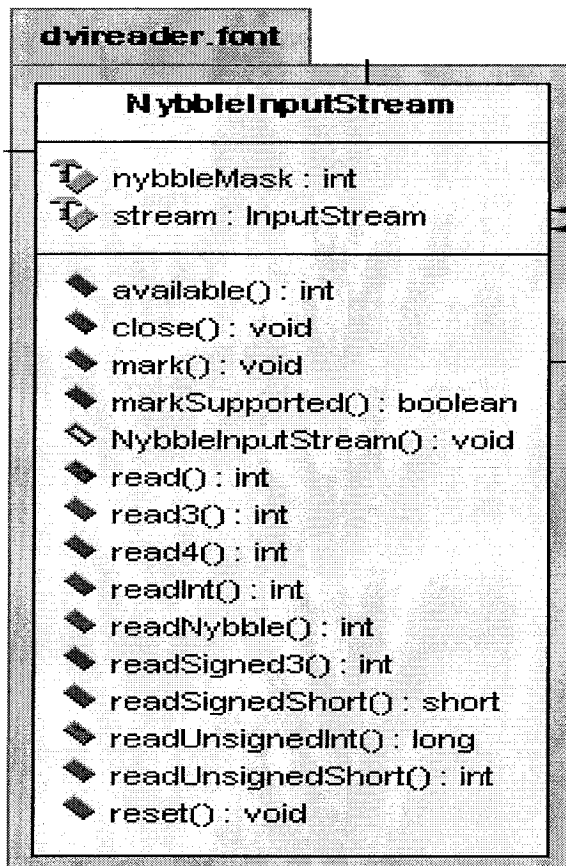 dvireader.font
NybbleInputStream
nybbleMask : int
stream : InputStream
available() : int
close() : void
mark() : void
markSupported() : boolean
NybbleInputStream() : void
read() : int
read3() : int
read4() : int
readInt() : int
readNybble() : int
readSigned3() : int
readSignedShort() : short
readUnsignedInt() : long
readUnsignedShort() : int
reset() : void